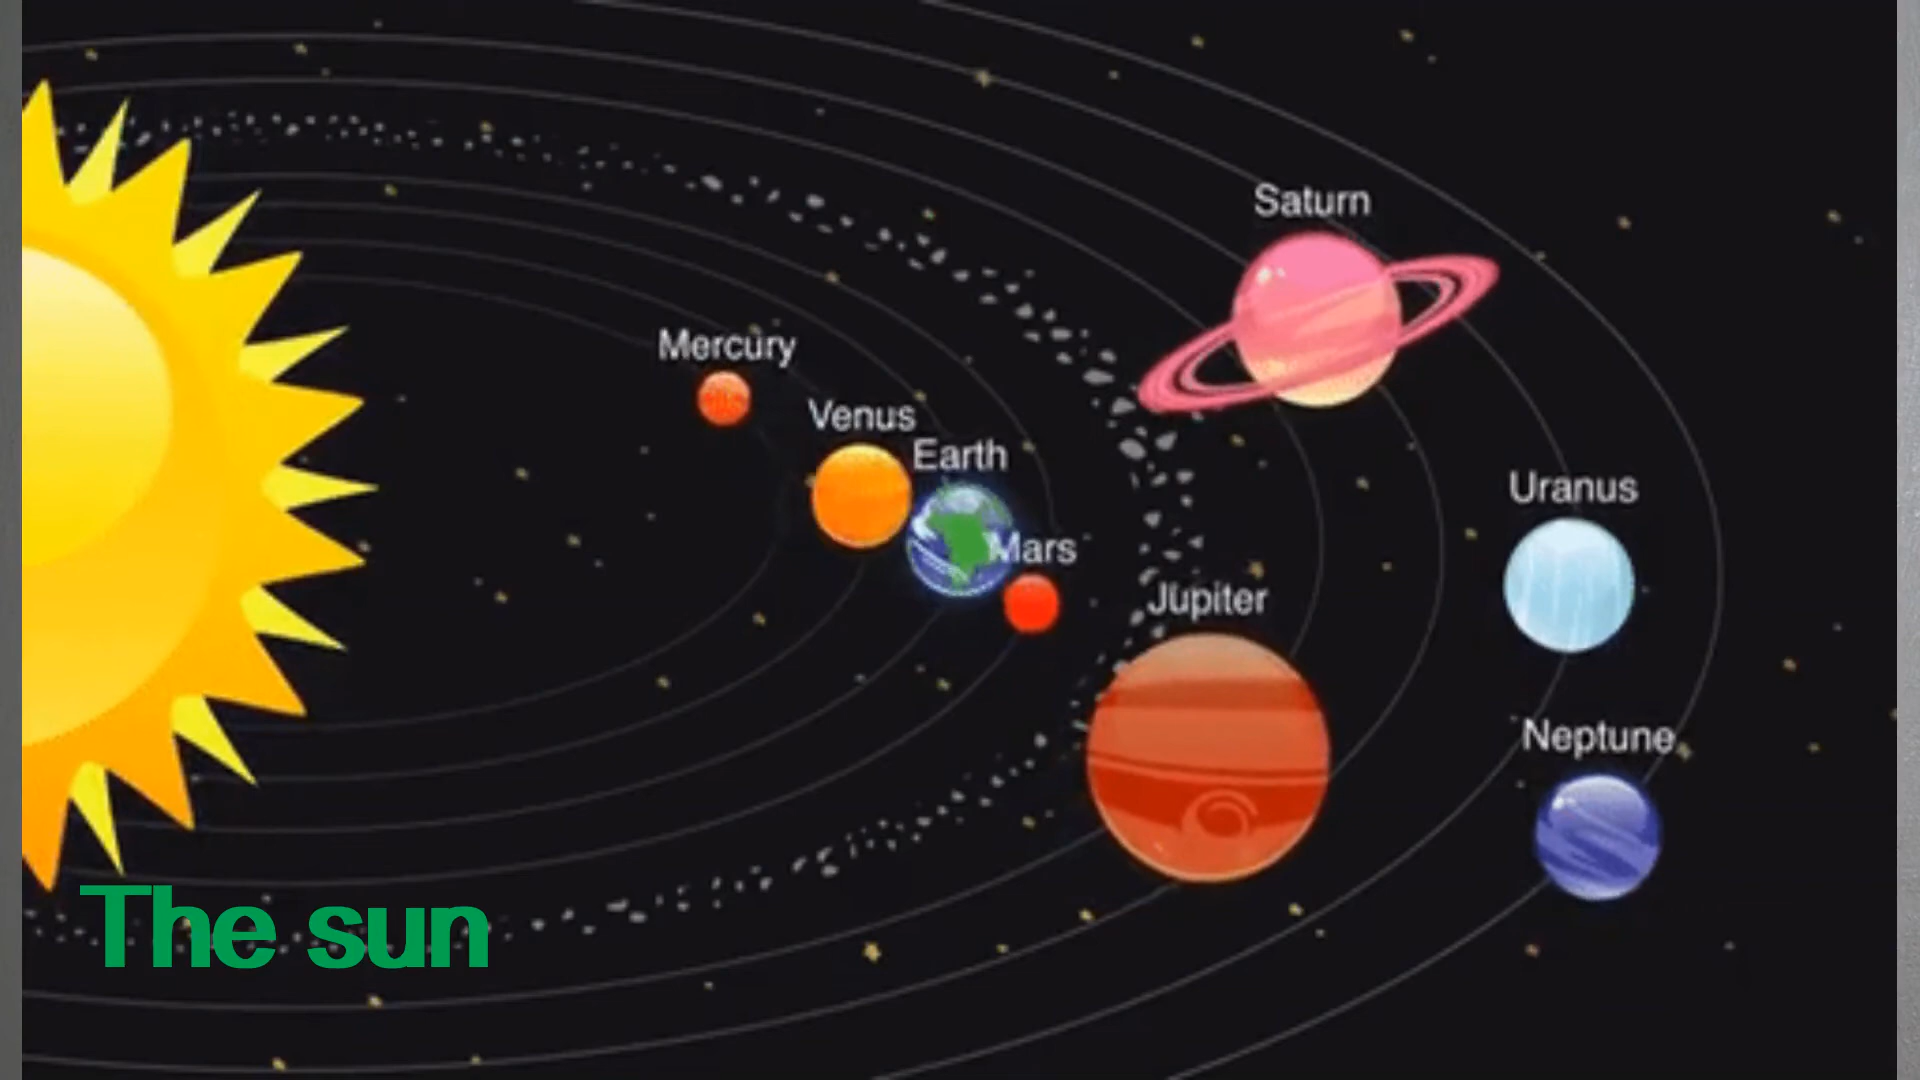 Saturn
Mercury
Venus
Earth
Mars
Uranus
Jupiter
Neptune
The sun